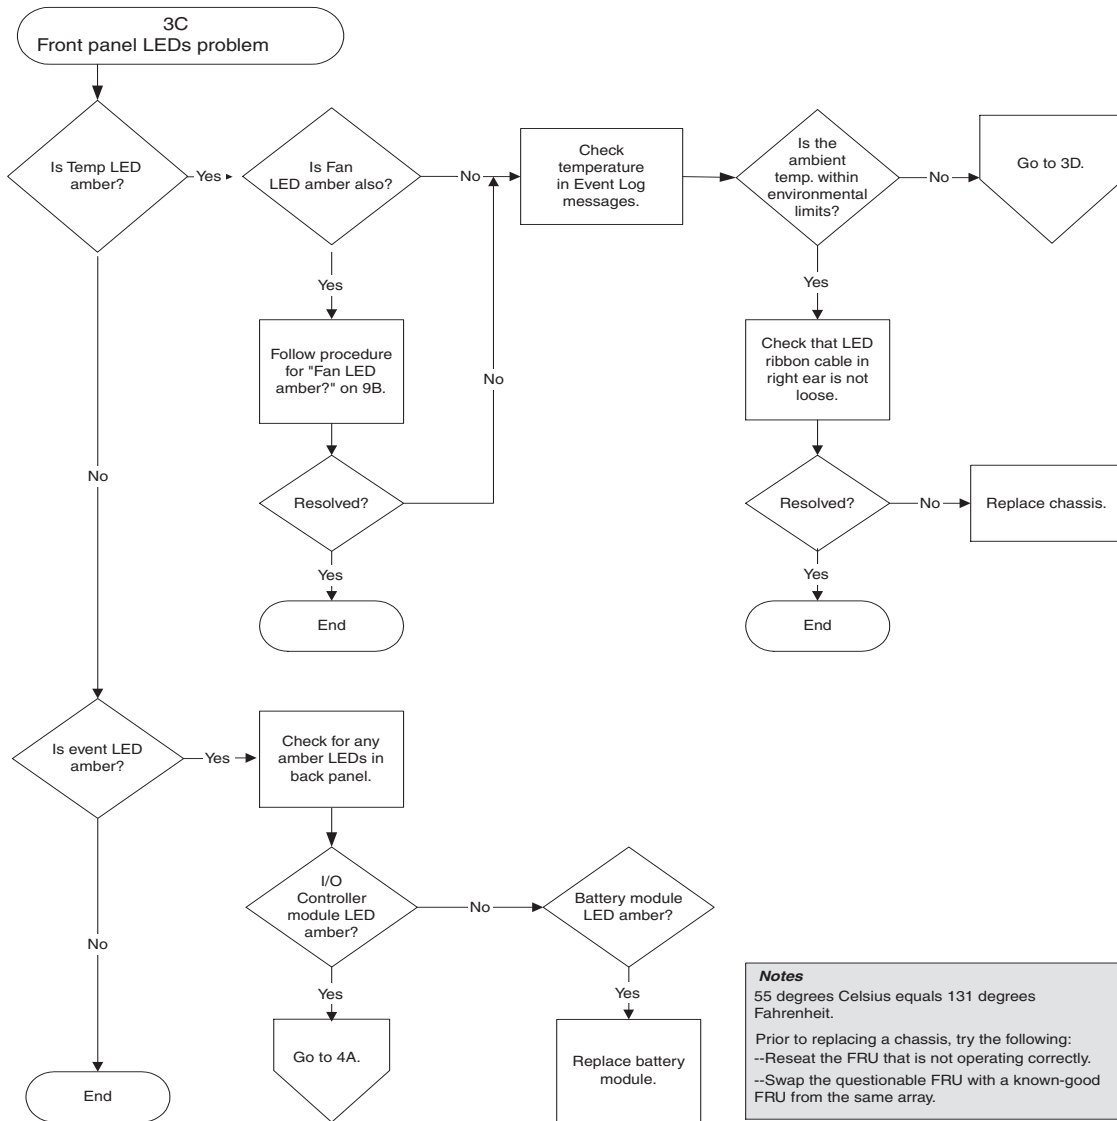 3C
Front panel LEDs problem
Is Temp LED
amber?
Yes
Is Fan
LED amber also?
No
Check
temperature
in Event Log
messages.
Is the
ambient
temp. within
environmental
limits?
No
Go to 3D.
Yes
Follow procedure
for "Fan LED
amber?" on 9B.
No
Resolved?
Yes
End
Yes
Check that LED
ribbon cable in
right ear is not
loose.
Resolved?
No
Replace chassis.
Yes
End
No
Is event LED
amber?
Yes
Check for any
amber LEDs in
back panel.
I/O
Controller
module LED
amber?
No
Battery module
LED amber?
No
Yes
Go to 4A.
Yes
Replace battery
module.
End
Notes
55 degrees Celsius equals 131 degrees
Fahrenheit.
Prior to replacing a chassis, try the following:
--Reseat the FRU that is not operating correctly.
--Swap the questionable FRU with a known-good
FRU from the same array.